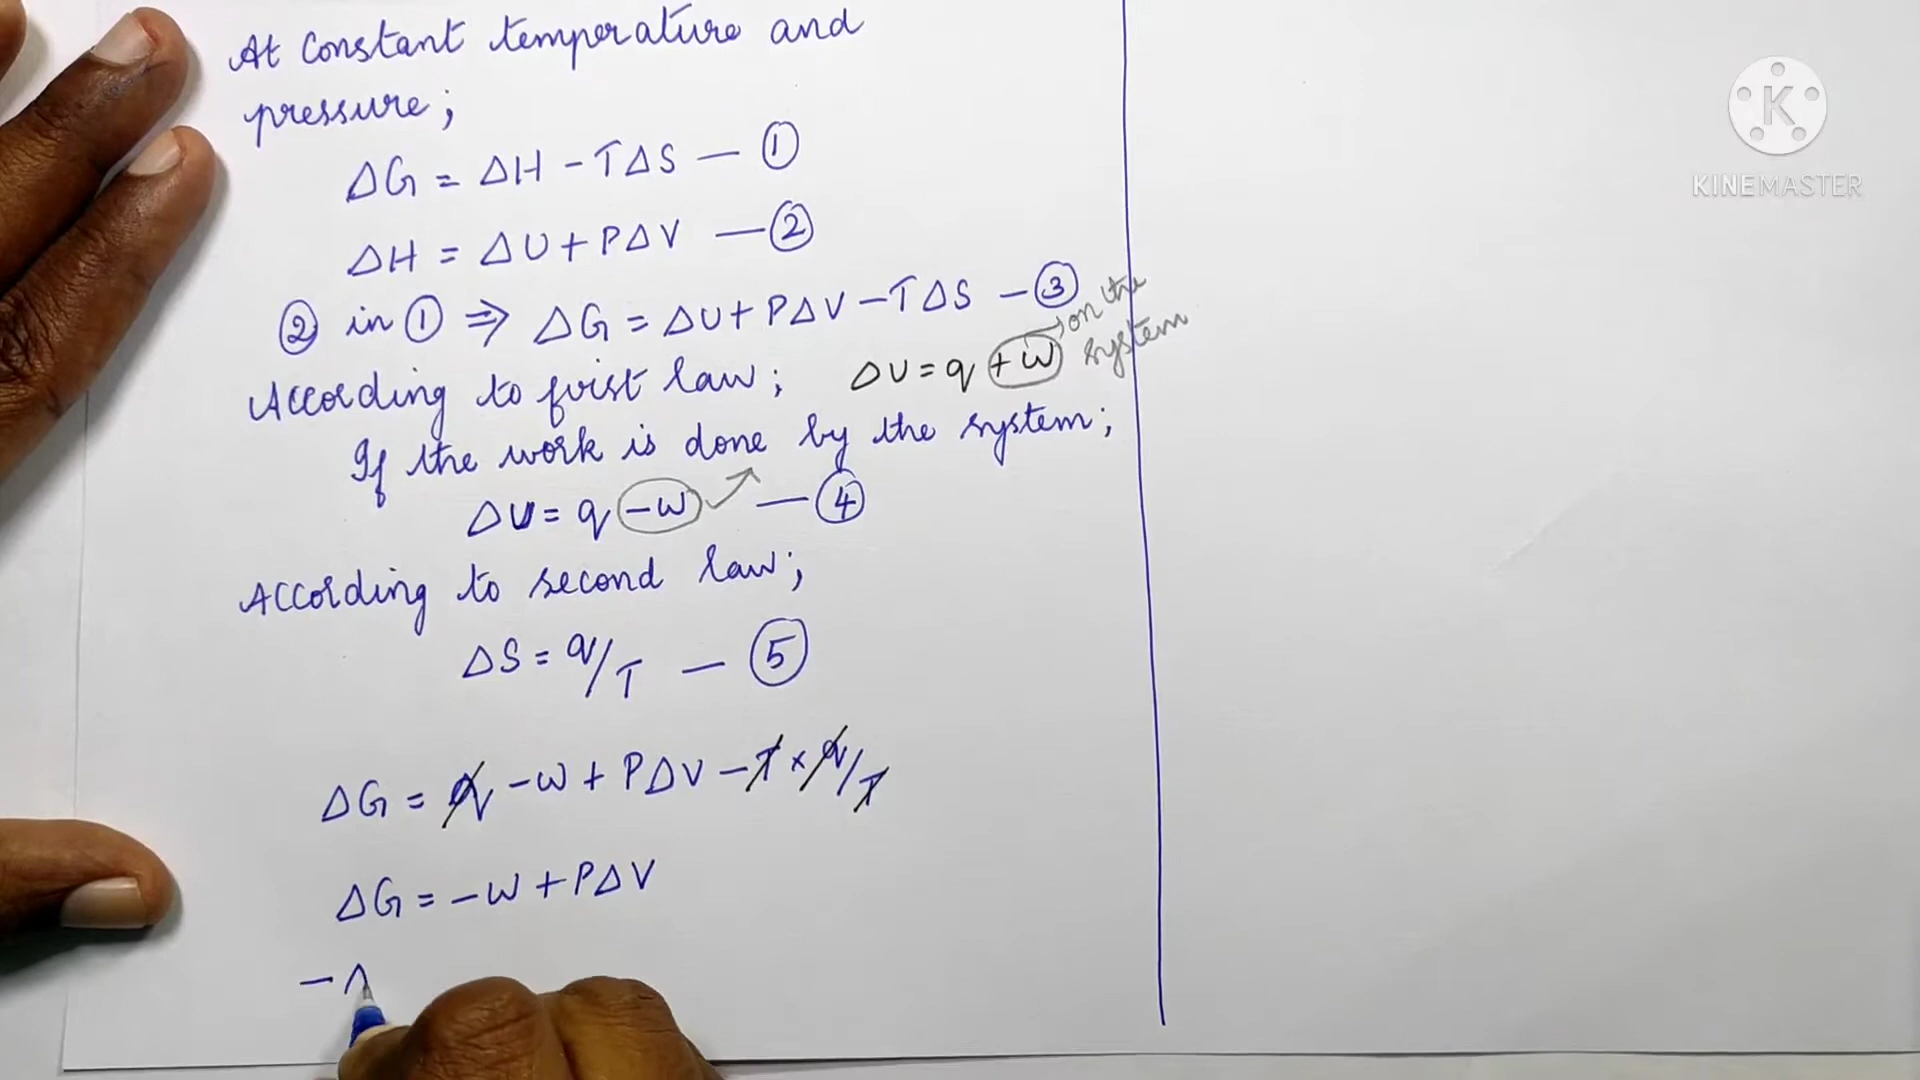 At constant temperature and
pressure;
ΔG = ΔH - TΔS — ①
ΔH = ΔU + PΔV — ②
② in ① ⇒ ΔG = ΔU + PΔV - TΔS — ③
on the
system
According to first law; ΔU = q + w
If the work is done by the system;
ΔU = q - w — ④
According to second law;
ΔS = q/T — ⑤
ΔG = q - w + PΔV - T × q/T
ΔG = -w + PΔV
- Δ
K
KINEMASTER